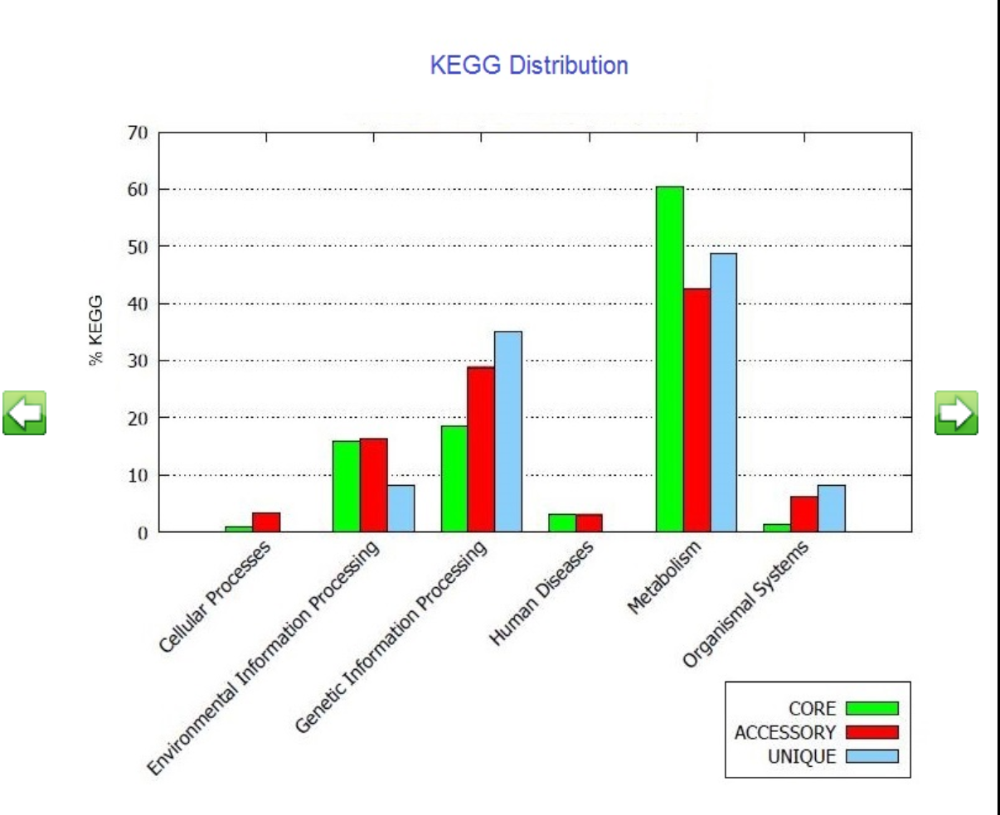 KEGG Distribution
70
60
50
40
30
20
10
0
% KEGG
Cellular Processes
Environmental Information Processing
Genetic Information Processing
Human Diseases
Metabolism
Organismal Systems
CORE
ACCESSORY
UNIQUE